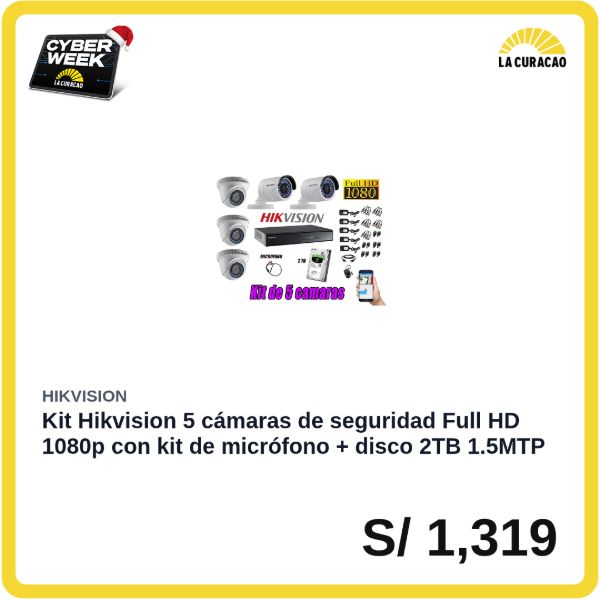 CYBER
WEEK
LA CURACAO
LA CURACAO
Full HD
1080
HIKVISION
MICROFONO
2 TB
Kit de 5 camaras
HIKVISION
Kit Hikvision 5 cámaras de seguridad Full HD
1080p con kit de micrófono + disco 2TB 1.5MTP
S/ 1,319